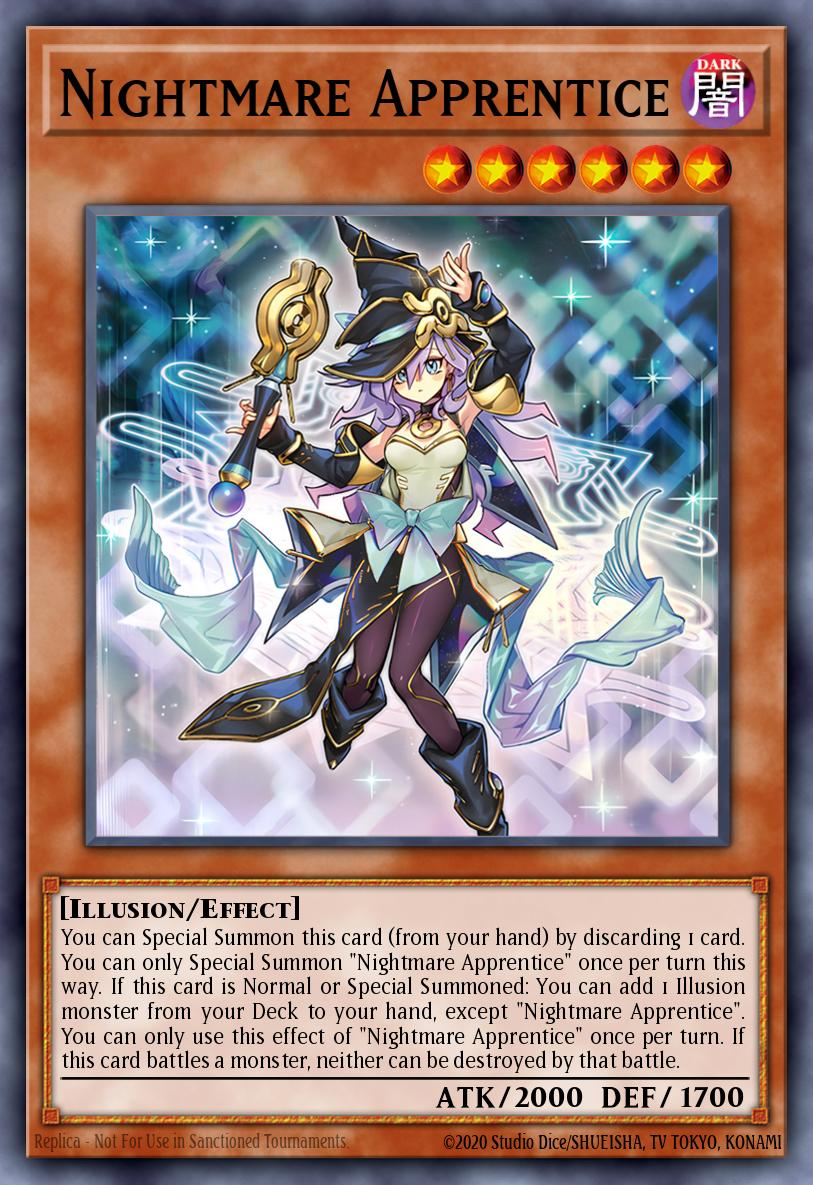 NIGHTMARE APPRENTICE
DARK
闇
[ILLUSION/EFFECT]
You can Special Summon this card (from your hand) by discarding 1 card.
You can only Special Summon "Nightmare Apprentice" once per turn this
way. If this card is Normal or Special Summoned: You can add 1 Illusion
monster from your Deck to your hand, except "Nightmare Apprentice".
You can only use this effect of "Nightmare Apprentice" once per turn. If
this card battles a monster, neither can be destroyed by that battle.
ATK/2000 DEF/1700
Replica - Not For Use in Sanctioned Tournaments.
©2020 Studio Dice/SHUEISHA, TV TOKYO, KONAMI